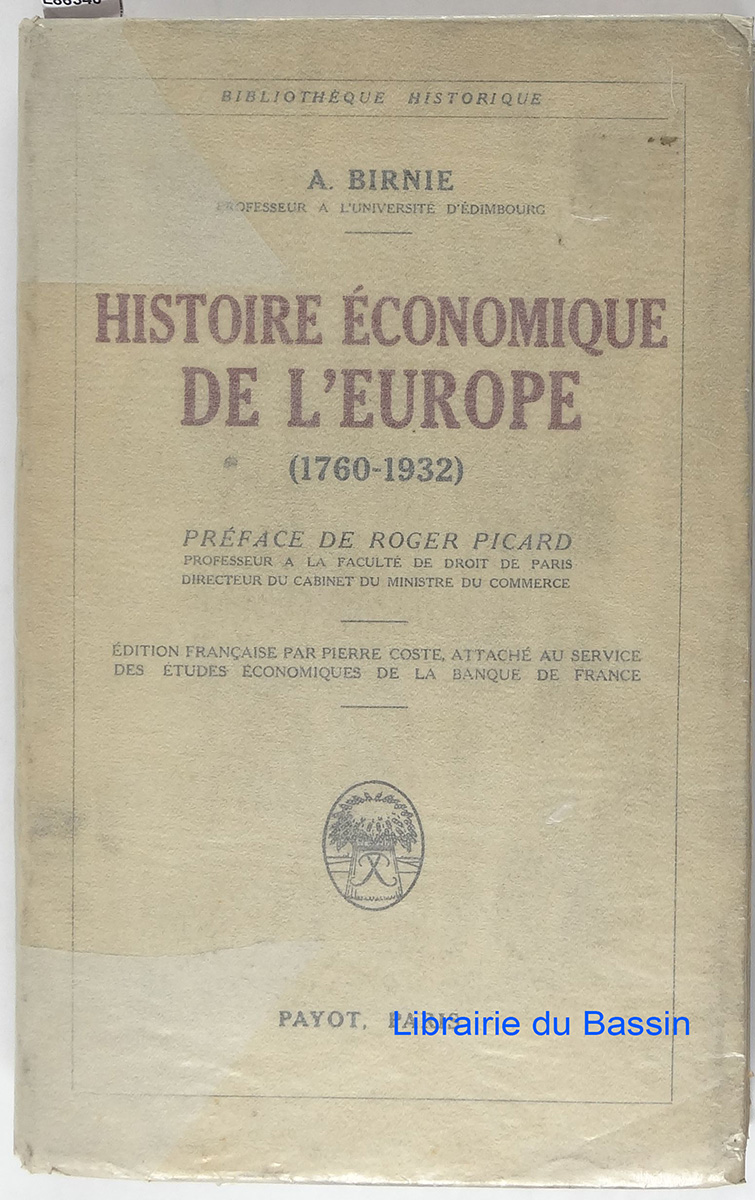 BIBLIOTHÈQUE HISTORIQUE
A. BIRNIE
PROFESSEUR A L'UNIVERSITÉ D'ÉDIMBOURG
HISTOIRE ÉCONOMIQUE
DE L'EUROPE
(1760-1932)
PRÉFACE DE ROGER PICARD
PROFESSEUR A LA FACULTÉ DE DROIT DE PARIS
DIRECTEUR DU CABINET DU MINISTRE DU COMMERCE
ÉDITION FRANÇAISE PAR PIERRE COSTE, ATTACHÉ AU SERVICE
DES ÉTUDES ÉCONOMIQUES DE LA BANQUE DE FRANCE
PAYOT, PARIS
Librairie du Bassin